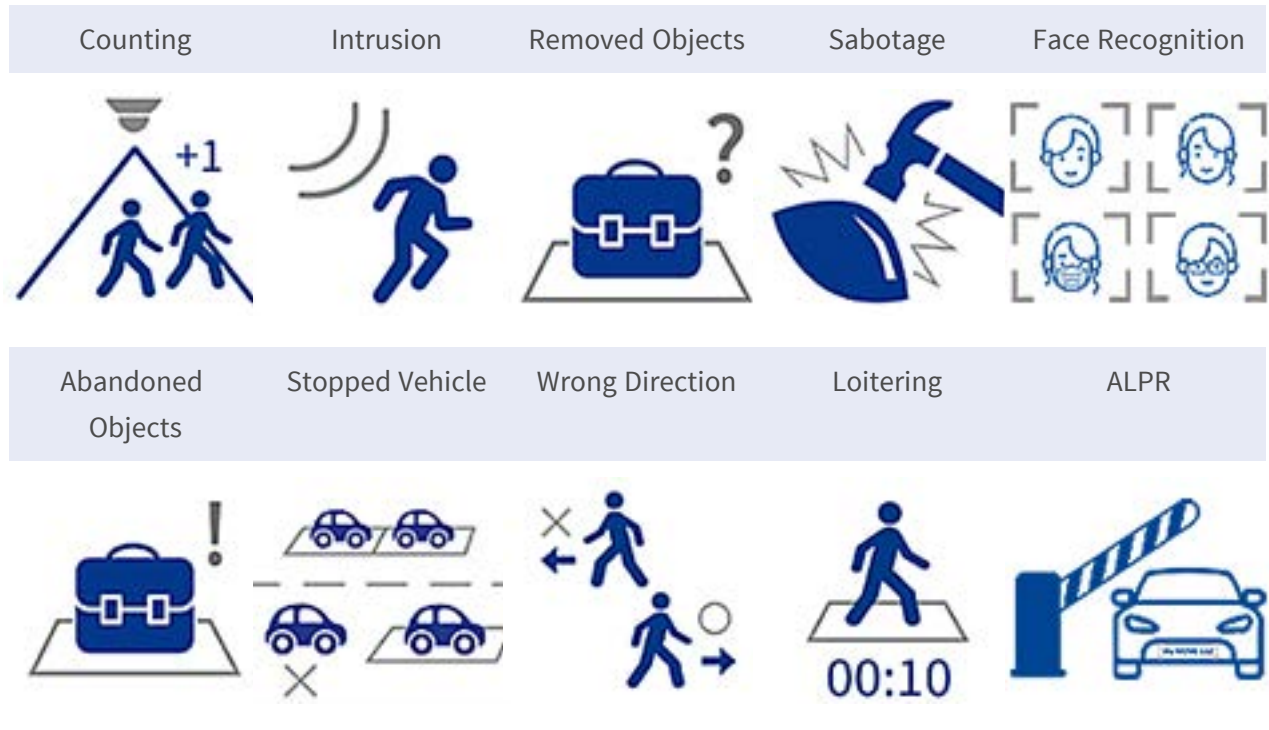 Counting
Intrusion
Removed Objects
Sabotage
Face Recognition
+1
?
Abandoned
Objects
Stopped Vehicle
Wrong Direction
Loitering
ALPR
!
00:10